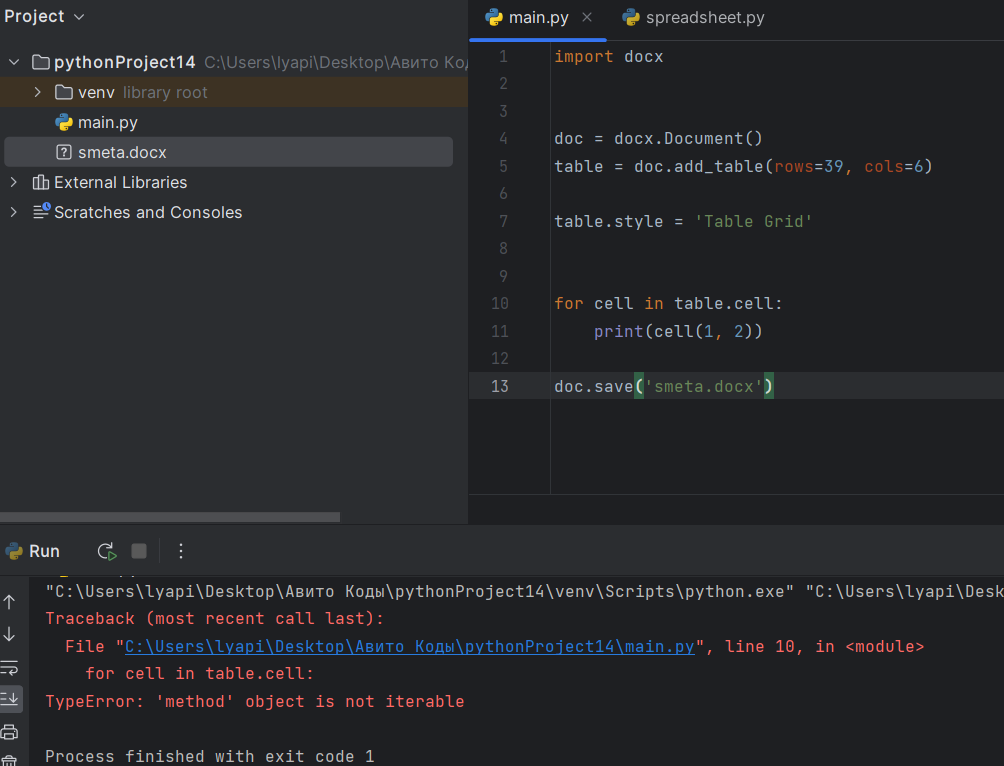 Project
pythonProject14 C:\Users\lyapi\Desktop\Авито Ко
venv library root
main.py
smeta.docx
External Libraries
Scratches and Consoles
main.py
spreadsheet.py
1 import docx
2
3
4 doc = docx.Document()
5 table = doc.add_table(rows=39, cols=6)
6
7 table.style = 'Table Grid'
8
9
10 for cell in table.cell:
11 print(cell(1, 2))
12
13 doc.save('smeta.docx')
Run
"C:\Users\lyapi\Desktop\Авито Коды\pythonProject14\venv\Scripts\python.exe" "C:\Users\lyapi\Desk
Traceback (most recent call last):
File "C:\Users\lyapi\Desktop\Авито Коды\pythonProject14\main.py", line 10, in <module>
for cell in table.cell:
TypeError: 'method' object is not iterable
Process finished with exit code 1